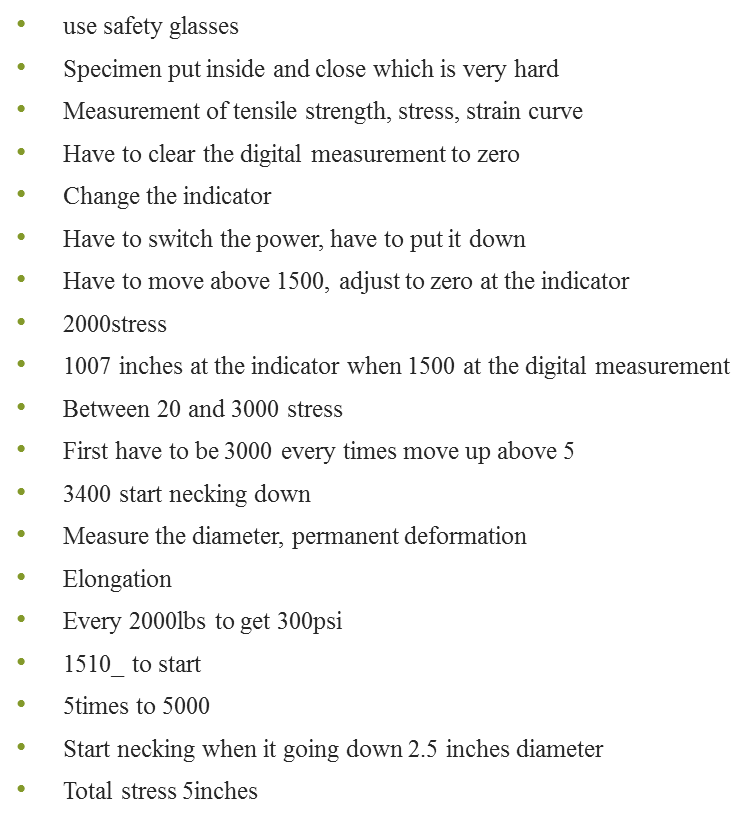 • use safety glasses
• Specimen put inside and close which is very hard
• Measurement of tensile strength, stress, strain curve
• Have to clear the digital measurement to zero
• Change the indicator
• Have to switch the power, have to put it down
• Have to move above 1500, adjust to zero at the indicator
• 2000stress
• 1007 inches at the indicator when 1500 at the digital measurement
• Between 20 and 3000 stress
• First have to be 3000 every times move up above 5
• 3400 start necking down
• Measure the diameter, permanent deformation
• Elongation
• Every 2000lbs to get 300psi
• 1510_ to start
• 5times to 5000
• Start necking when it going down 2.5 inches diameter
• Total stress 5inches